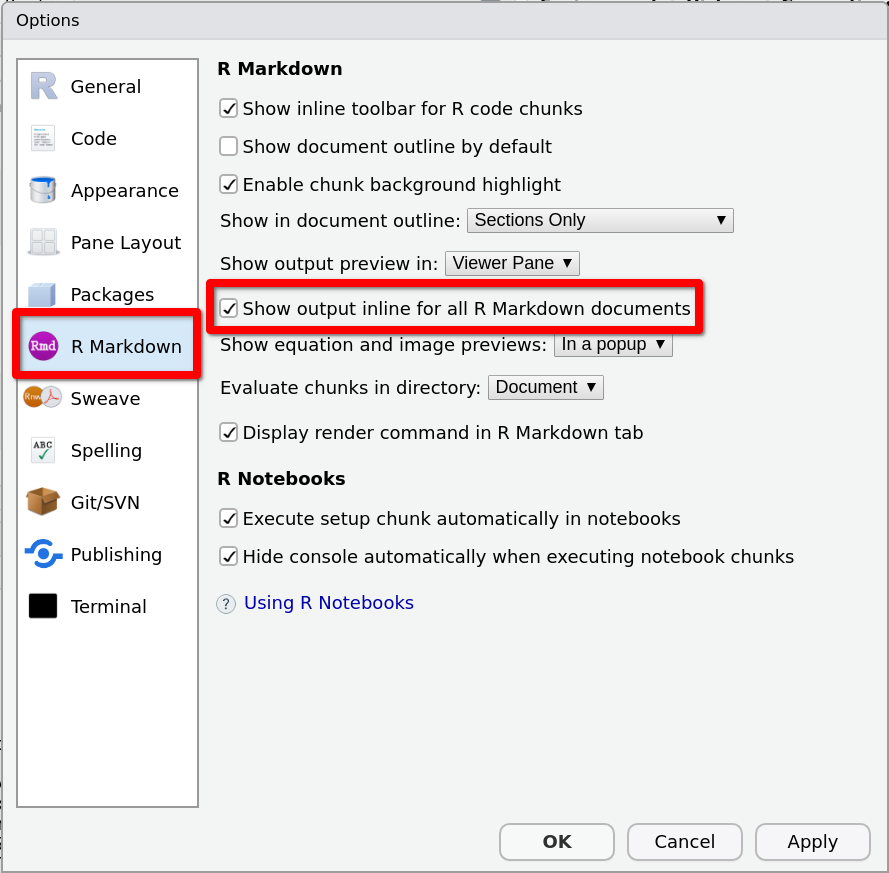 Options
General
Code
Appearance
Pane Layout
Packages
Rmd R Markdown
Rnw Sweave
ABC Spelling
Git/SVN
Publishing
Terminal
R Markdown
Show inline toolbar for R code chunks
Show document outline by default
Enable chunk background highlight
Show in document outline: Sections Only ▼
Show output preview in: Viewer Pane ▼
Show output inline for all R Markdown documents
Show equation and image previews: In a popup ▼
Evaluate chunks in directory: Document ▼
Display render command in R Markdown tab
R Notebooks
Execute setup chunk automatically in notebooks
Hide console automatically when executing notebook chunks
? Using R Notebooks
OK Cancel Apply